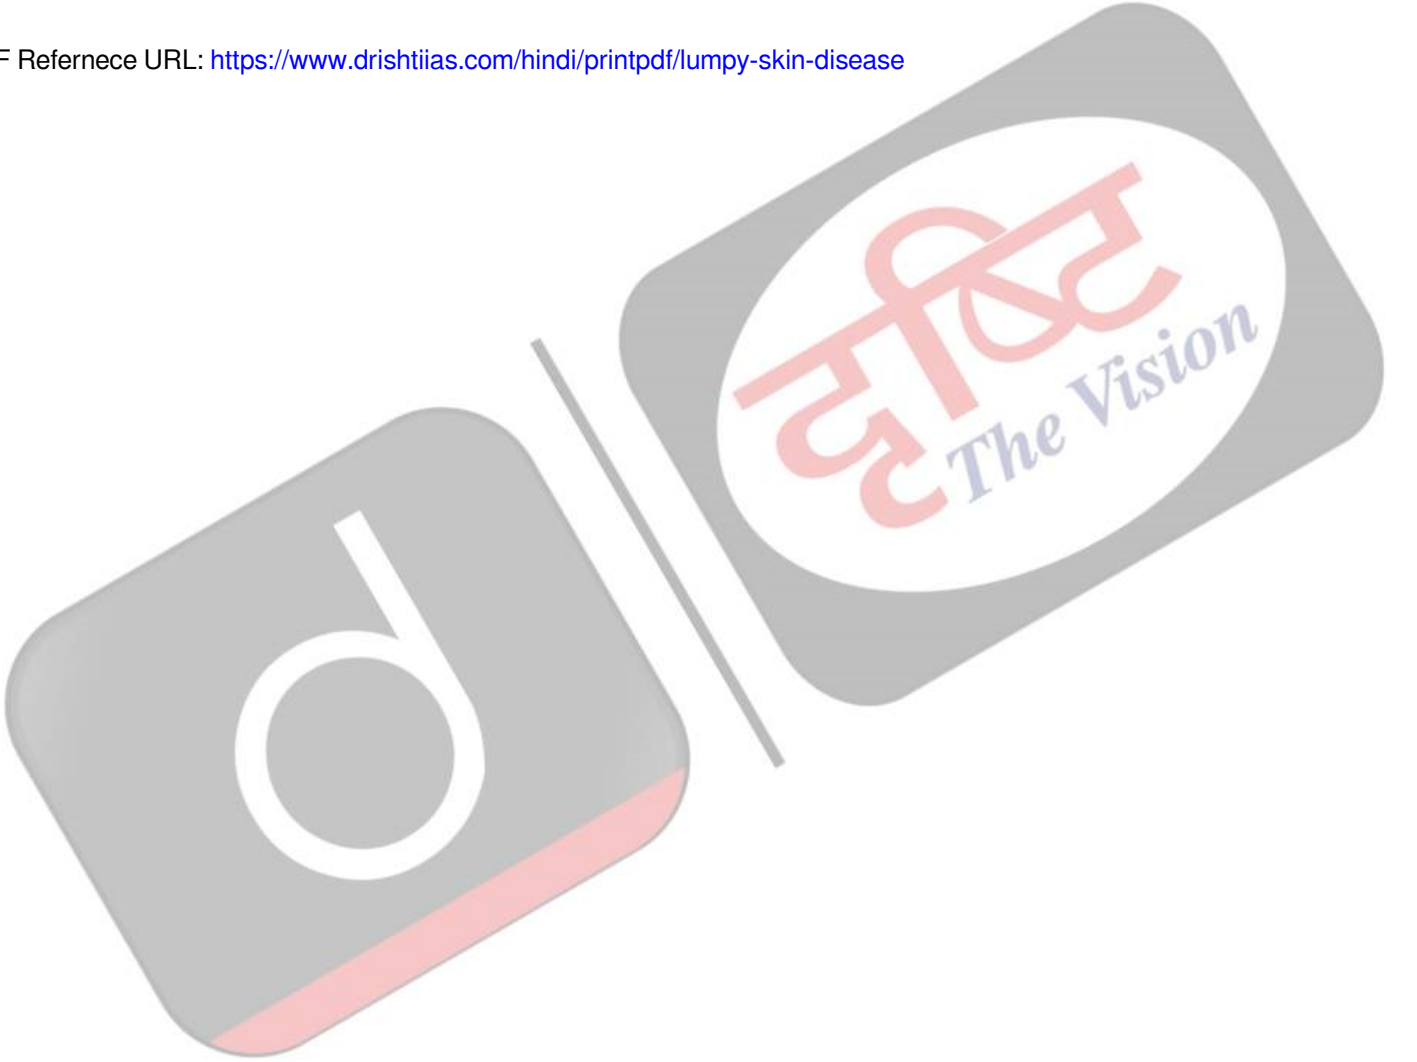 F Refernece URL: https://www.drishtiias.com/hindi/printpdf/lumpy-skin-disease
दृष्टि
The Vision
d